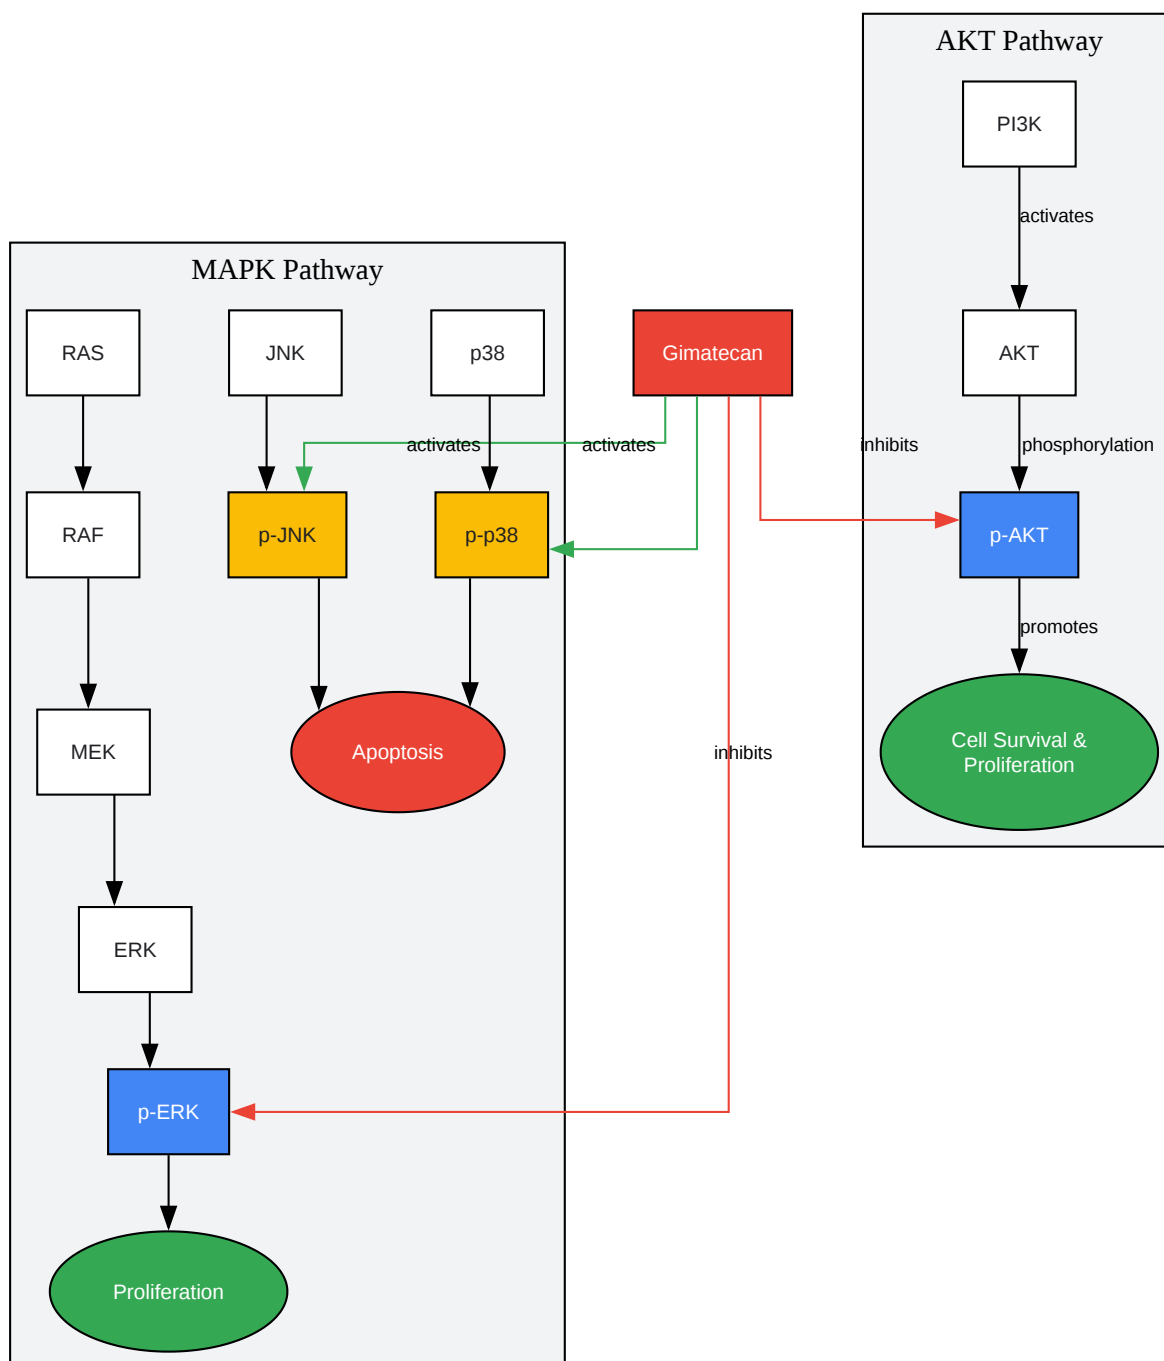 AKT Pathway
PI3K
activates
MAPK Pathway
RAS
JNK
p38
Gimatecan
AKT
activates
activates
inhibits
phosphorylation
RAF
p-JNK
p-p38
p-AKT
promotes
MEK
Apoptosis
inhibits
Cell Survival &
Proliferation
ERK
p-ERK
Proliferation